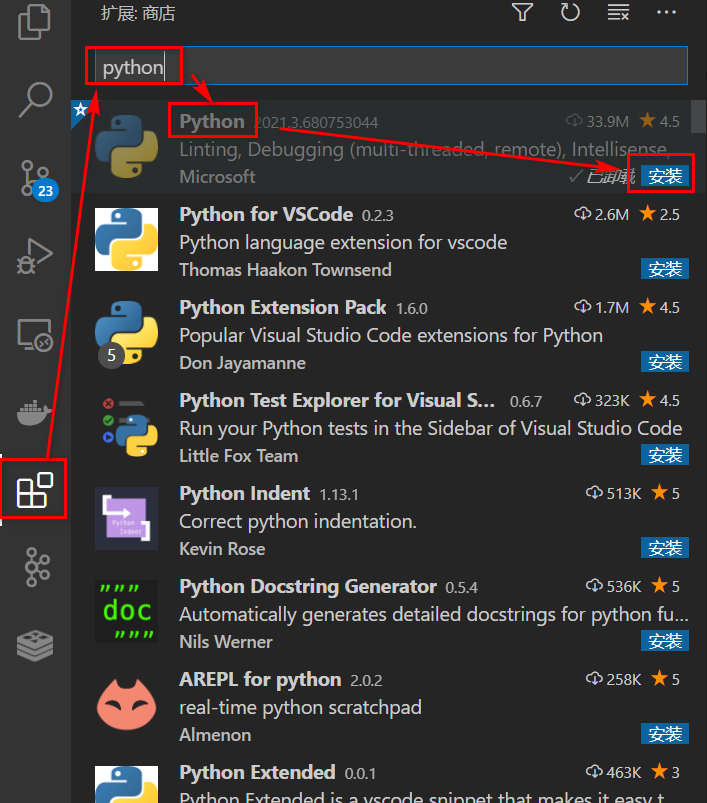 扩展: 商店
python
Python 2021.3.680753044 33.9M 4.5
Linting, Debugging (multi-threaded, remote), Intellisense,
Microsoft ✓已卸载 安装
23
Python for VSCode 0.2.3 2.6M 2.5
Python language extension for vscode
Thomas Haakon Townsend 安装
Python Extension Pack 1.6.0 1.7M 4.5
Popular Visual Studio Code extensions for Python
5
Don Jayamanne 安装
Python Test Explorer for Visual S... 0.6.7 323K 4.5
Run your Python tests in the Sidebar of Visual Studio Code
Little Fox Team 安装
Python Indent 1.13.1 513K 5
Correct python indentation.
Python
Indent
Kevin Rose 安装
Python Docstring Generator 0.5.4 536K 5
"""
doc
"""
Automatically generates detailed docstrings for python fu...
Nils Werner 安装
AREPL for python 2.0.2 258K 5
real-time python scratchpad
Almenon 安装
Python Extended 0.0.1 463K 3
Python Extended is a vscode snippet that makes it easy t...